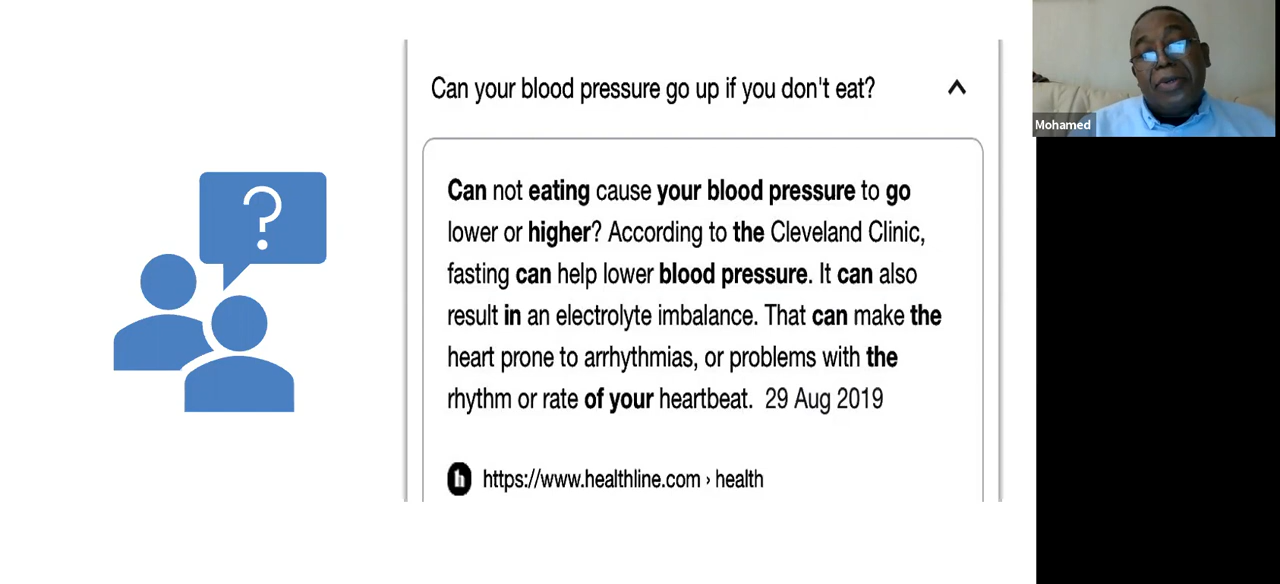 Can your blood pressure go up if you don't eat?
?
Can not eating cause your blood pressure to go
lower or higher? According to the Cleveland Clinic,
fasting can help lower blood pressure. It can also
result in an electrolyte imbalance. That can make the
heart prone to arrhythmias, or problems with the
rhythm or rate of your heartbeat.  29 Aug 2019
h https://www.healthline.com › health
Mohamed